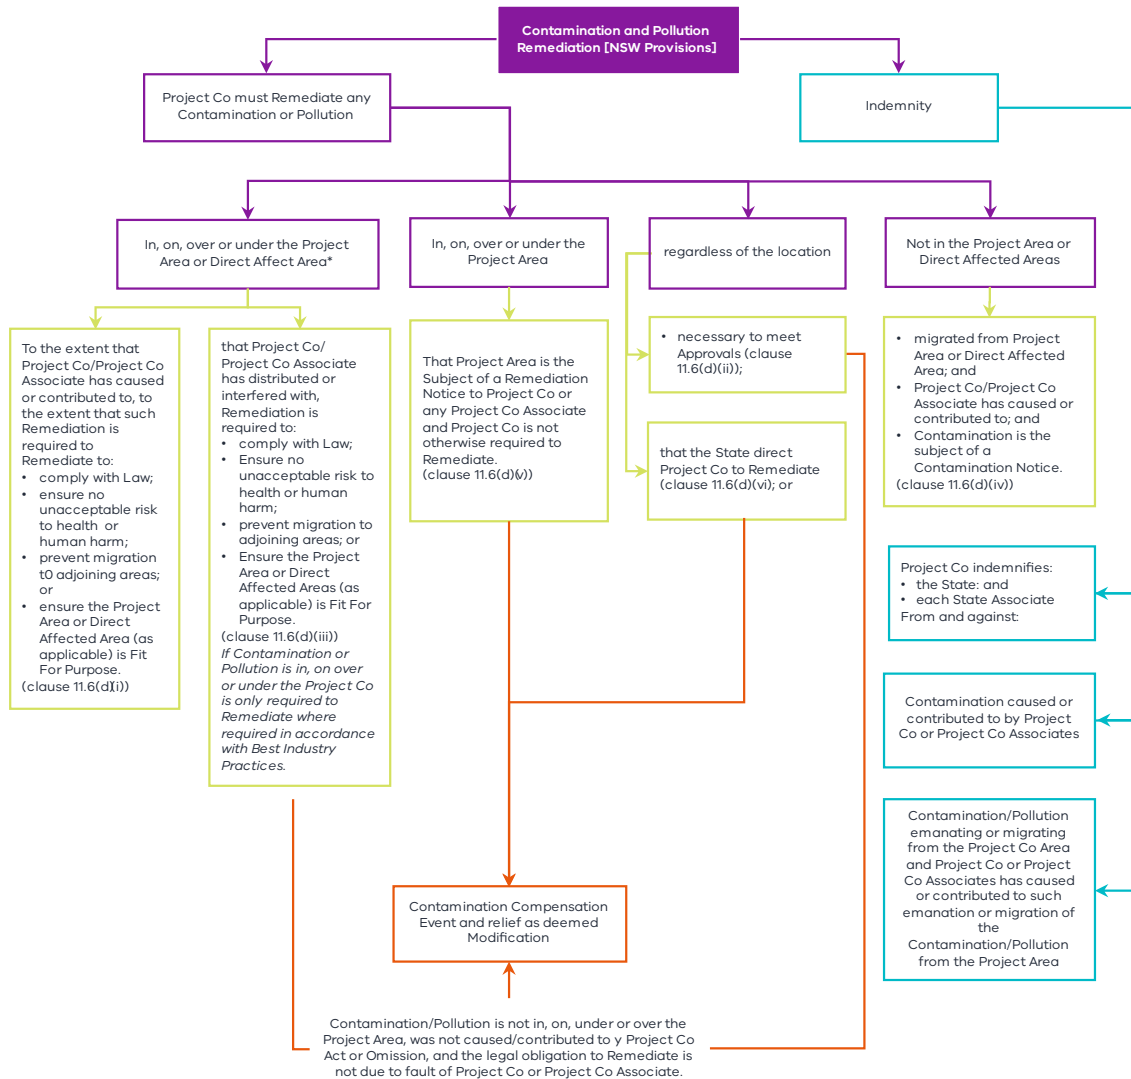 Contamination and Pollution
Remediation [NSW Provisions]
Project Co must Remediate any
Contamination or Pollution
Indemnity
In, on, over or under the Project
Area or Direct Affect Area*
In, on, over or under the
Project Area
regardless of the location
Not in the Project Area or
Direct Affected Areas
To the extent that
Project Co/Project Co
Associate has caused
or contributed to, to
the extent that such
Remediation is
required to
Remediate to:
• comply with Law;
• ensure no
unacceptable risk
to health or
human harm;
• prevent migration
t0 adjoining areas;
or
• ensure the Project
Area or Direct
Affected Area (as
applicable) is Fit
For Purpose.
(clause 11.6(d)(i))
that Project Co/
Project Co Associate
has distributed or
interfered with,
Remediation is
required to:
• comply with Law;
• Ensure no
unacceptable risk to
health or human
harm;
• prevent migration to
adjoining areas; or
• Ensure the Project
Area or Direct
Affected Areas (as
applicable) is Fit For
Purpose.
(clause 11.6(d)(iii))
If Contamination or
Pollution is in, on over
or under the Project Co
is only required to
Remediate where
required in accordance
with Best Industry
Practices.
That Project Area is the
Subject of a Remediation
Notice to Project Co or
any Project Co Associate
and Project Co is not
otherwise required to
Remediate.
(clause 11.6(d)(v))
• necessary to meet
Approvals (clause
11.6(d)(ii));
that the State direct
Project Co to Remediate
(clause 11.6(d)(vi); or
• migrated from Project
Area or Direct Affected
Area; and
• Project Co/Project Co
Associate has caused or
contributed to; and
• Contamination is the
subject of a
Contamination Notice.
(clause 11.6(d)(iv))
Project Co indemnifies:
• the State: and
• each State Associate
From and against:
Contamination caused or
contributed to by Project
Co or Project Co Associates
Contamination/Pollution
emanating or migrating
from the Project Co Area
and Project Co or Project
Co Associates has caused
or contributed to such
emanation or migration of
the
Contamination/Pollution
from the Project Area
Contamination Compensation
Event and relief as deemed
Modification
Contamination/Pollution is not in, on, under or over the
Project Area, was not caused/contributed to y Project Co
Act or Omission, and the legal obligation to Remediate is
not due to fault of Project Co or Project Co Associate.